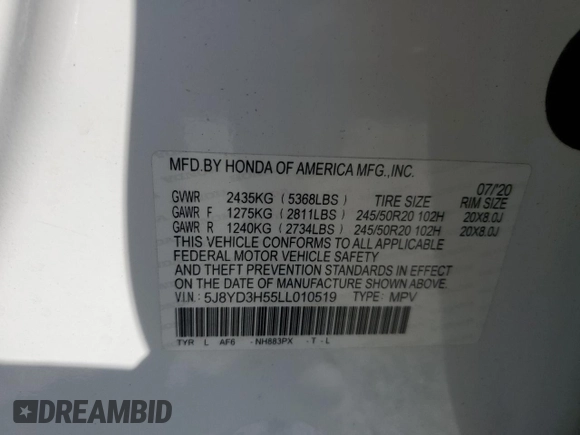 MFD.BY HONDA OF AMERICA MFG.,INC.
07/20
GVWR 2435KG (5368LBS) TIRE SIZE RIM SIZE
GAWR F 1275KG (2811LBS) 245/50R20 102H 20X8.0J
GAWR R 1240KG (2734LBS) 245/50R20 102H 20X8.0J
THIS VEHICLE CONFORMS TO ALL APPLICABLE
FEDERAL MOTOR VEHICLE SAFETY
AND THEFT PREVENTION STANDARDS IN EFFECT
ON THE DATE OF MANUFACTURE SHOWN ABOVE.
V.I.N.: 5J8YD3H55LL010519 TYPE: MPV
TYR L AF6 -NH883PX -T -L
DREAMBID